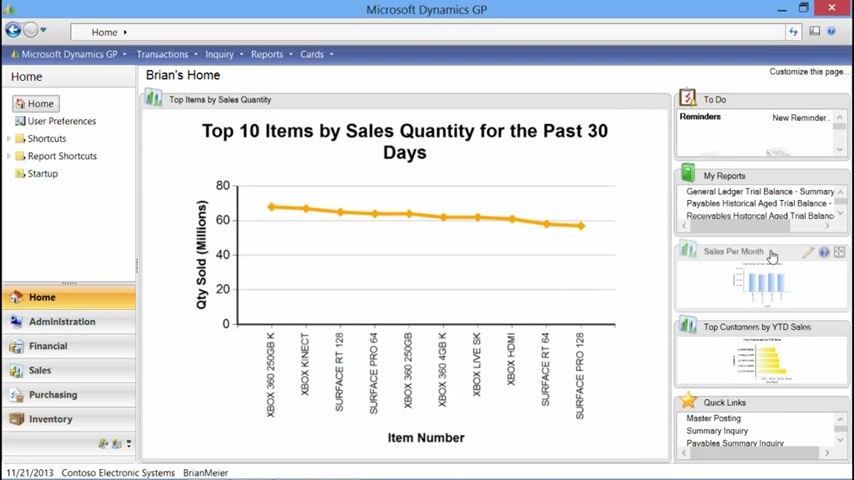 Microsoft Dynamics GP
Home
Microsoft Dynamics GP
Transactions
Inquiry
Reports
Cards
Home
Brian's Home
Customize this page...
Home
User Preferences
Shortcuts
Report Shortcuts
Startup
Home
Administration
Financial
Sales
Purchasing
Inventory
Top Items by Sales Quantity
Top 10 Items by Sales Quantity for the Past 30
Days
Qty Sold (Millions)
80
60
40
20
0
XBOX 360 250GB K
XBOX KINECT
SURFACE RT 128
SURFACE PRO 64
XBOX 360 250GB
XBOX 360 4GB K
XBOX LIVE SK
XBOX HDMI
SURFACE RT 64
SURFACE PRO 128
Item Number
To Do
Reminders
New Reminder...
My Reports
General Ledger Trial Balance - Summary
Payables Historical Aged Trial Balance -
Receivables Historical Aged Trial Balance
Sales Per Month
Top Customers by YTD Sales
Quick Links
Master Posting
Summary Inquiry
Payables Summary Inquiry
11/21/2013
Contoso Electronic Systems
BrianMeier